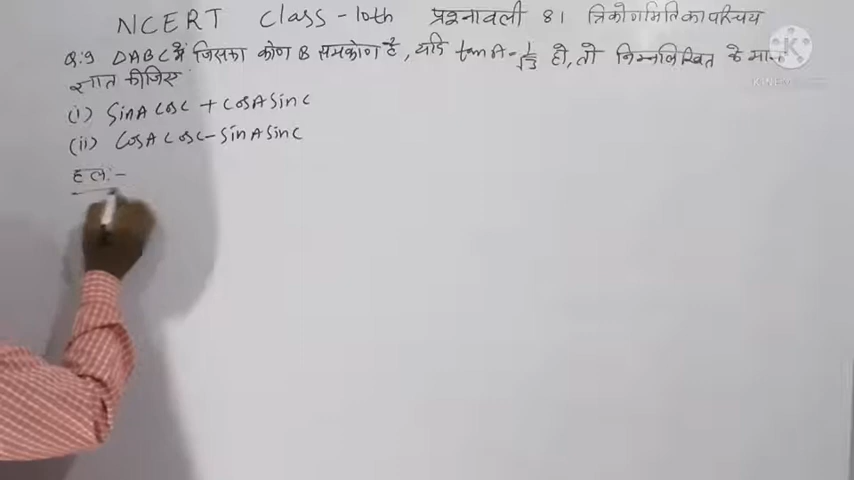 NCERT Class-10th प्रश्नावली 8.1 त्रिकोणमितिका परिचय
Q:9 ΔABC में जिसका कोण B समकोण है, यदि tan A = 1/√3 हो, तो निम्नलिखित के मान
ज्ञात कीजिए
(i) SinA CosC + CosA SinC
(ii) CosA CosC - SinA SinC
हल:-